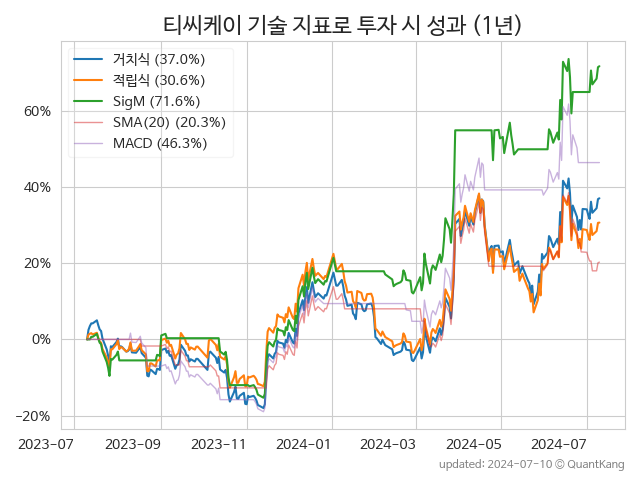 티씨케이 기술 지표로 투자 시 성과 (1년)
거치식 (37.0%)
적립식 (30.6%)
SigM (71.6%)
SMA(20) (20.3%)
MACD (46.3%)
60%
40%
20%
0%
−20%
2023-07
2023-09
2023-11
2024-01
2024-03
2024-05
2024-07
updated: 2024-07-10 © QuantKang